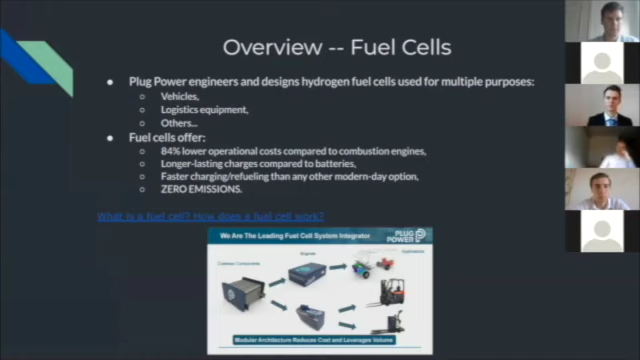 Overview -- Fuel Cells
Plug Power engineers and designs hydrogen fuel cells used for multiple purposes:
Vehicles,
Logistics equipment,
Others...
Fuel cells offer:
84% lower operational costs compared to combustion engines,
Longer-lasting charges compared to batteries,
Faster charging/refueling than any other modern-day option,
ZERO EMISSIONS.
What is a fuel cell? How does a fuel cell work?
We Are The Leading Fuel Cell System Integrator
PLUG
POWER
Engines
Applications
Components
Modular Architecture Reduces Cost and Leverages Volume